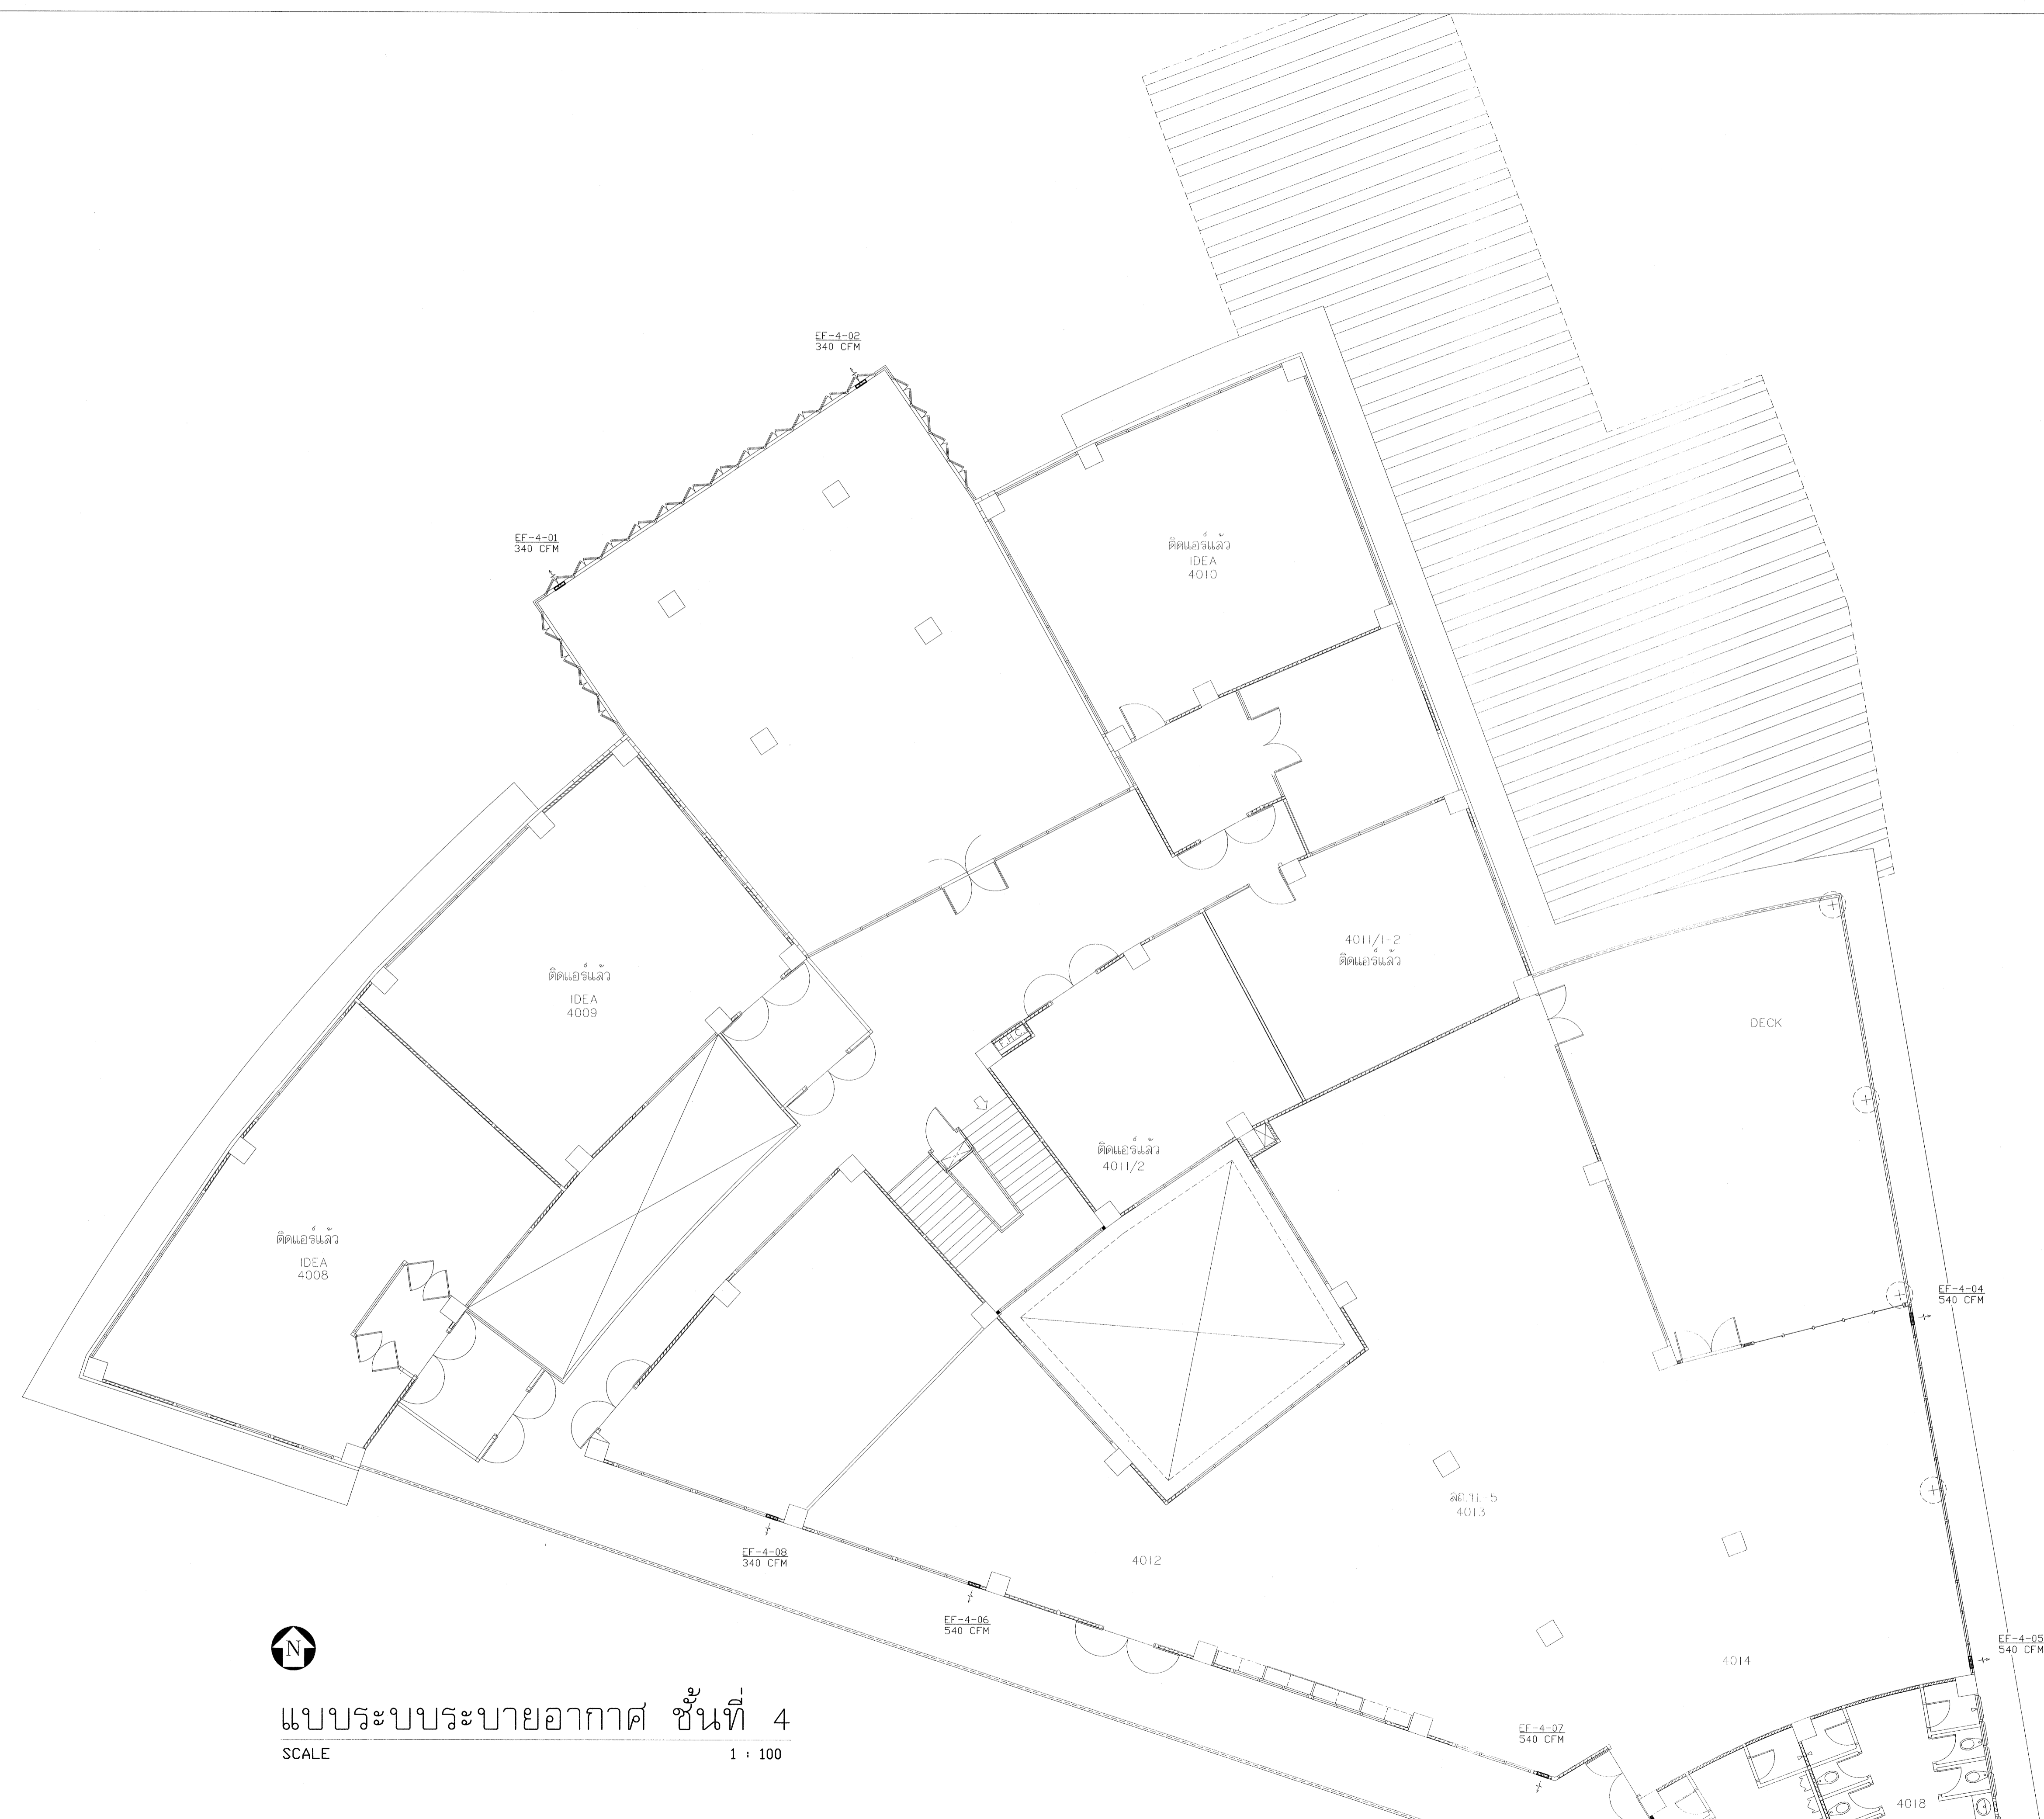 EF-4-02
340 CFM
EF-4-01
340 CFM
ติดแอร์แล้ว
IDEA
4010
4011/1-2
ติดแอร์แล้ว
ติดแอร์แล้ว
IDEA
4009
DECK
F.H.C.
ติดแอร์แล้ว
4011/2
ติดแอร์แล้ว
IDEA
4008
EF-4-04
540 CFM
4013
EF-4-08
340 CFM
4012
EF-4-06
540 CFM
EF-4-05
540 CFM
4014
EF-4-07
540 CFM
4018
N
แบบระบบระบายอากาศ ชั้นที่ 4
SCALE 1 : 100